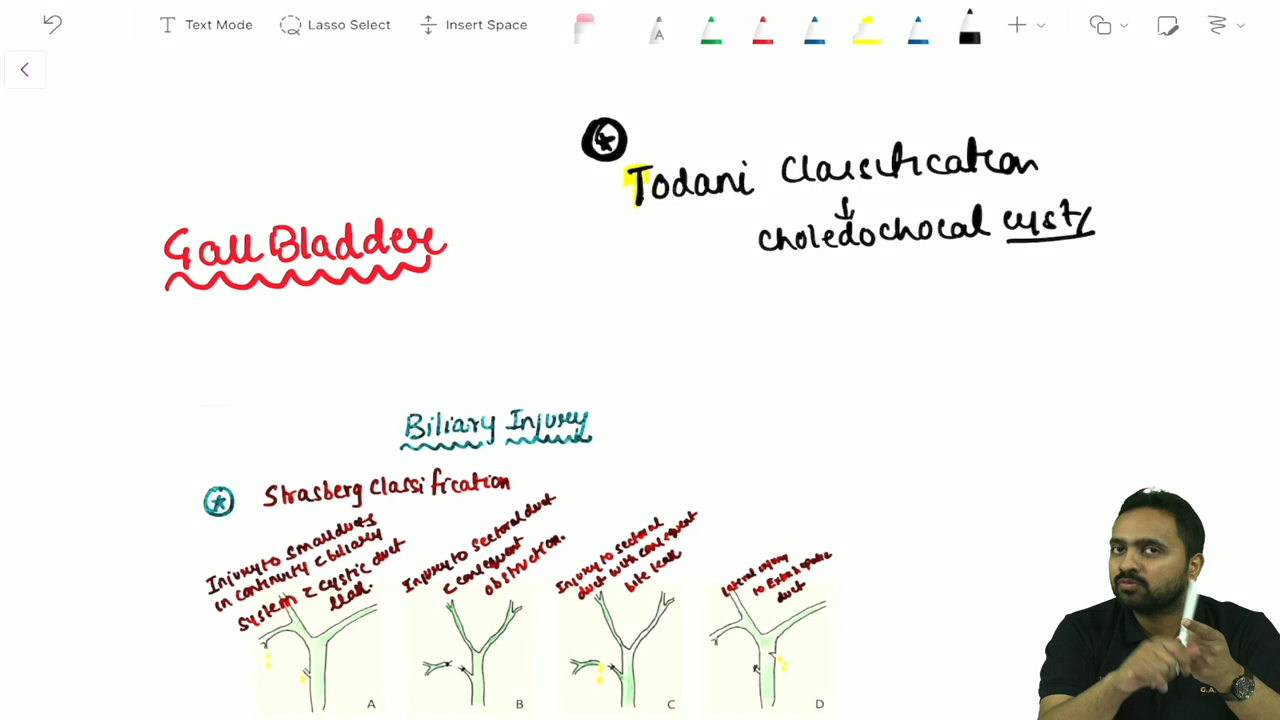 Text Mode
Lasso Select
Insert Space
A
Todani Classification
choledochocal cyst
Gall Bladder
Biliary Injury
Strasberg Classification
Injury to small ducts
in continuity c biliary
system c cystic duct
leak.
Injury to sectoral duct
c consequent
obstruction.
Injury to sectoral
duct with consequent
bile leak
lateral injury
to Extrahepatic
duct
A
B
C
D
G.A